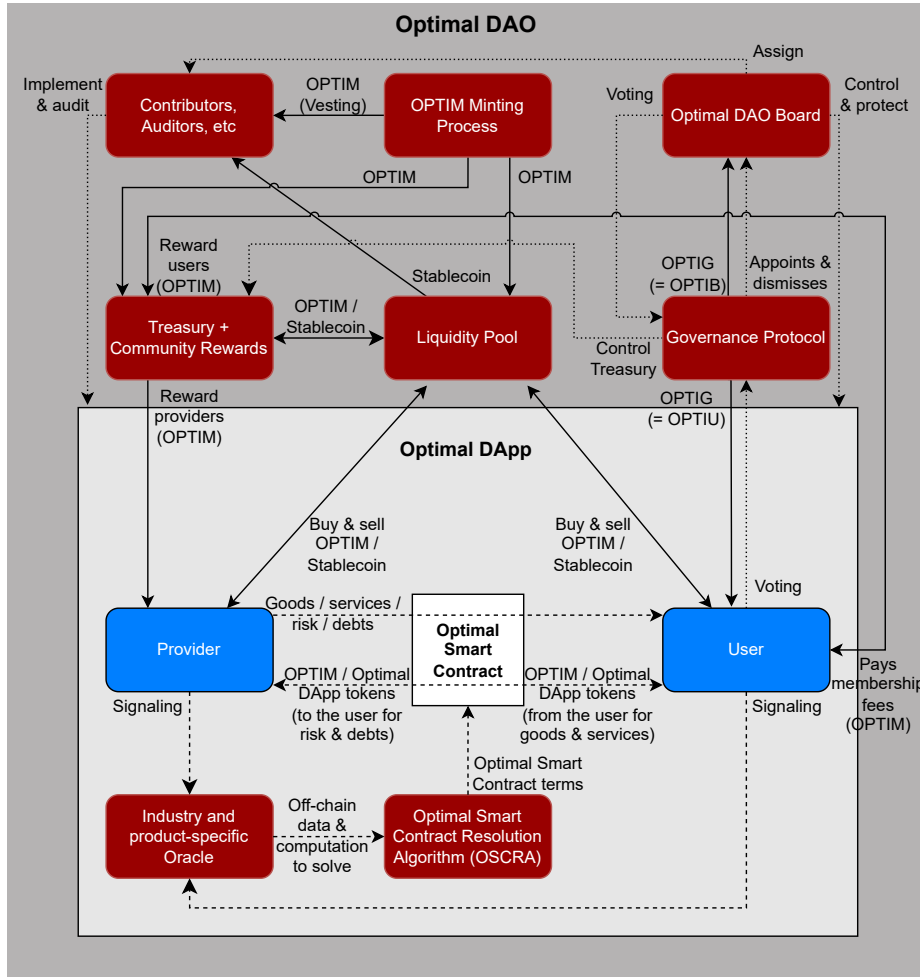 Optimal DAO
Implement
& audit
Contributors,
Auditors, etc
OPTIM
(Vesting)
OPTIM Minting
Process
Assign
Voting
Optimal DAO Board
Control
& protect
OPTIM
OPTIM
Reward
users
(OPTIM)
Stablecoin
OPTIG
(= OPTIB)
Appoints &
dismisses
Treasury +
Community Rewards
OPTIM /
Stablecoin
Liquidity Pool
Control
Treasury
Governance Protocol
Reward
providers
(OPTIM)
OPTIG
(= OPTIU)
Optimal DApp
Buy & sell
OPTIM /
Stablecoin
Buy & sell
OPTIM /
Stablecoin
Voting
Goods / services /
risk / debts
Provider
Optimal
Smart
Contract
User
Signaling
OPTIM / Optimal
DApp tokens
(to the user for
risk & debts)
OPTIM / Optimal
DApp tokens
(from the user for
goods & services)
Signaling
Pays
membership
fees
(OPTIM)
Optimal Smart
Contract terms
Industry and
product-specific
Oracle
Off-chain
data &
computation
to solve
Optimal Smart
Contract Resolution
Algorithm (OSCRA)